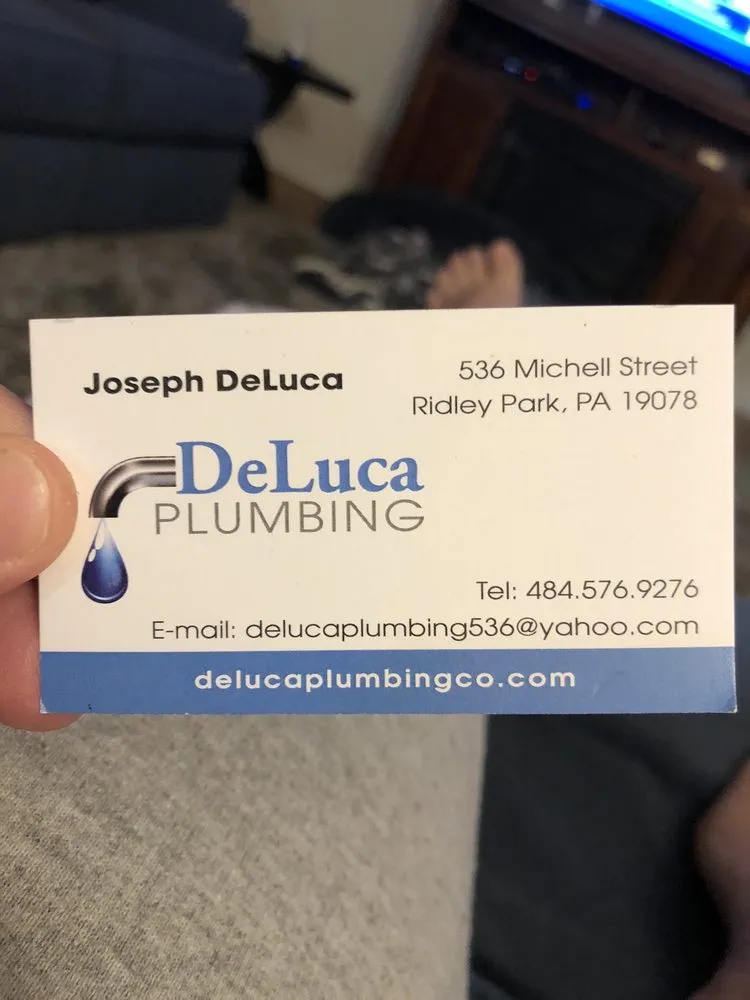 Joseph DeLuca
536 Michell Street
Ridley Park, PA 19078
DeLuca
PLUMBING
Tel: 484.576.9276
E-mail: delucaplumbing536@yahoo.com
delucaplumbingco.com